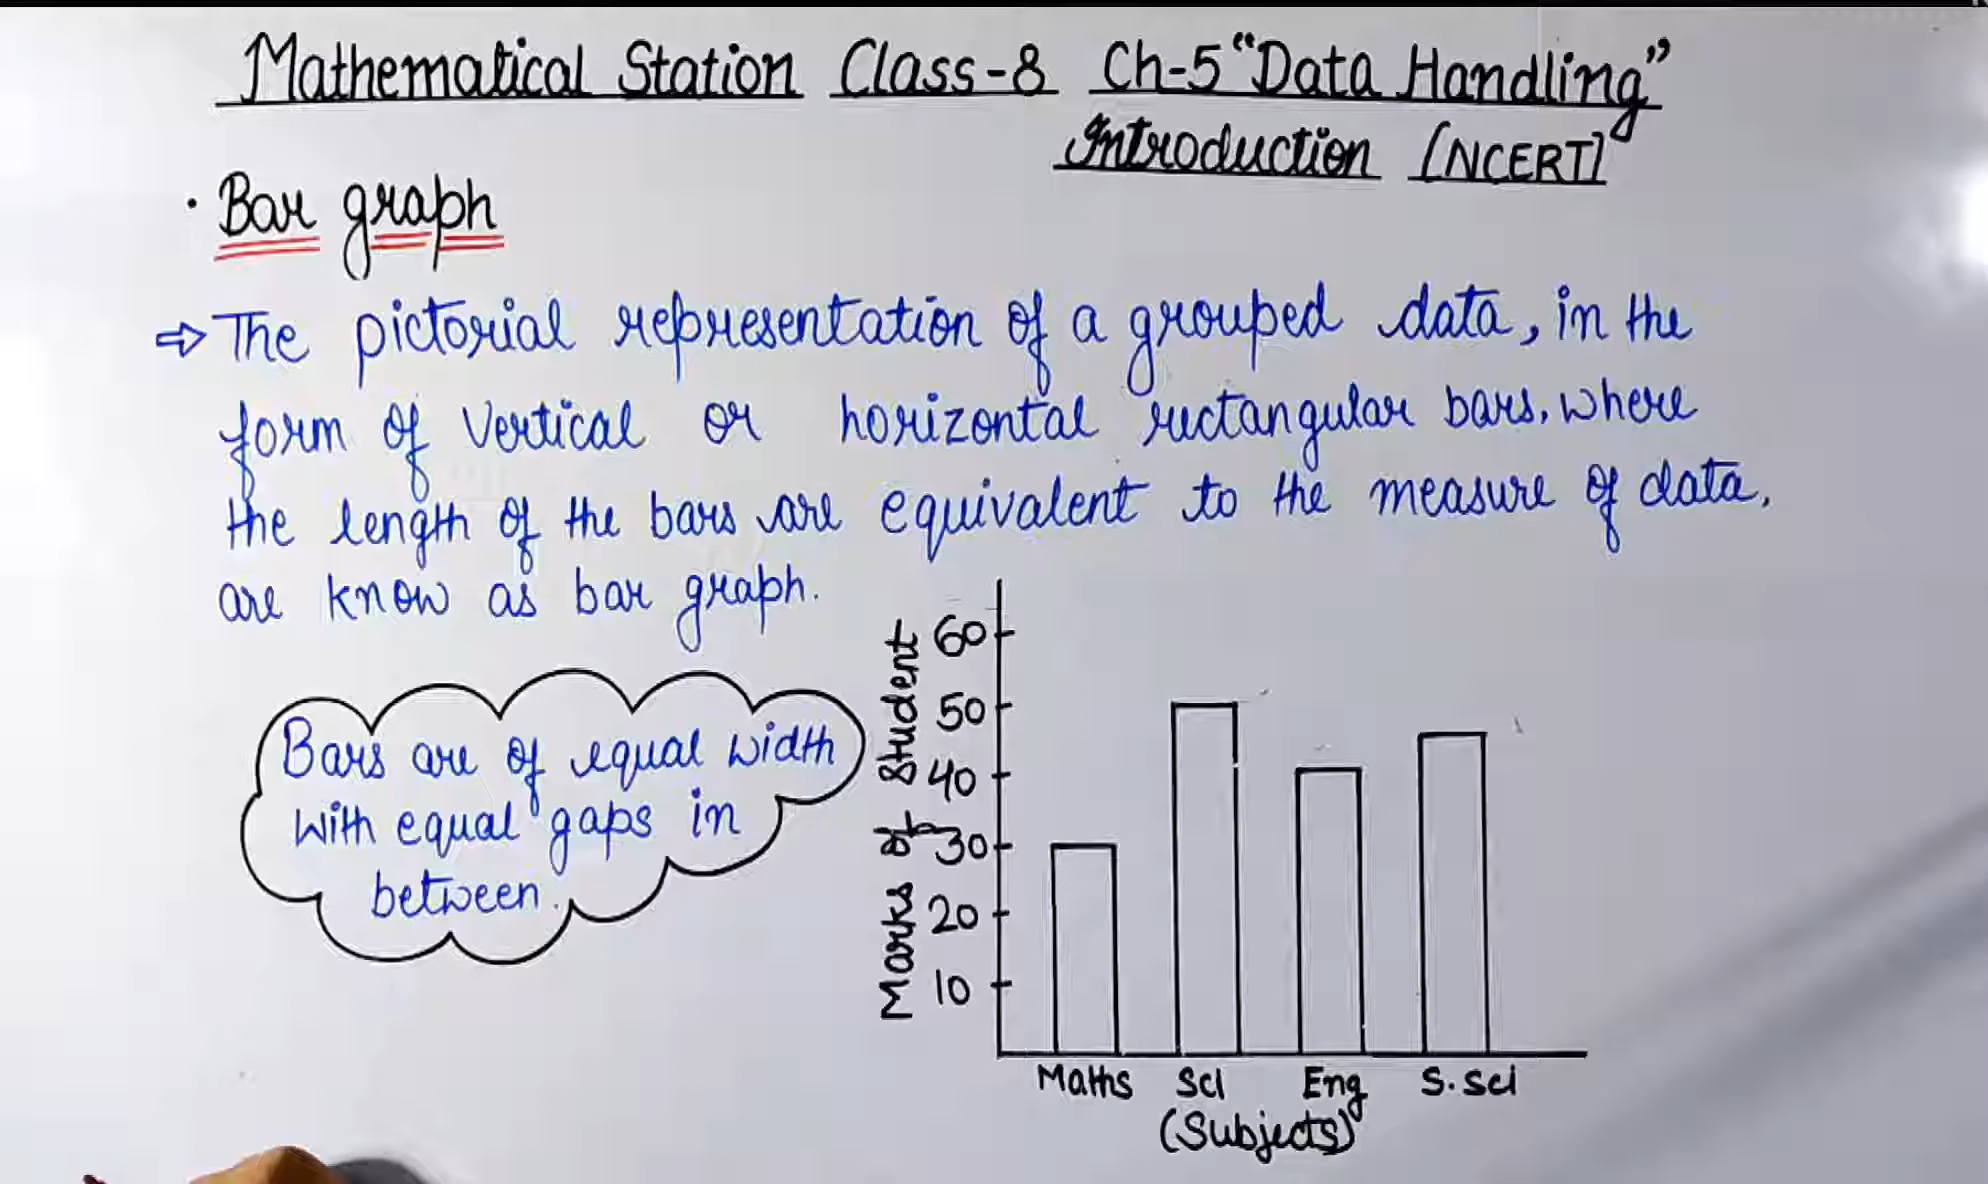 Mathematical Station Class-8 Ch-5 "Data Handling"
Introduction [NCERT]
· Bar graph
⇒ The pictorial representation of a grouped data, in the
form of vertical or horizontal rectangular bars, where
the length of the bars are equivalent to the measure of data,
are know as bar graph.
Bars are of equal width
with equal gaps in
between.
Marks of Student
60
50
40
30
20
10
Maths Sci Eng S.Sci
(Subjects)